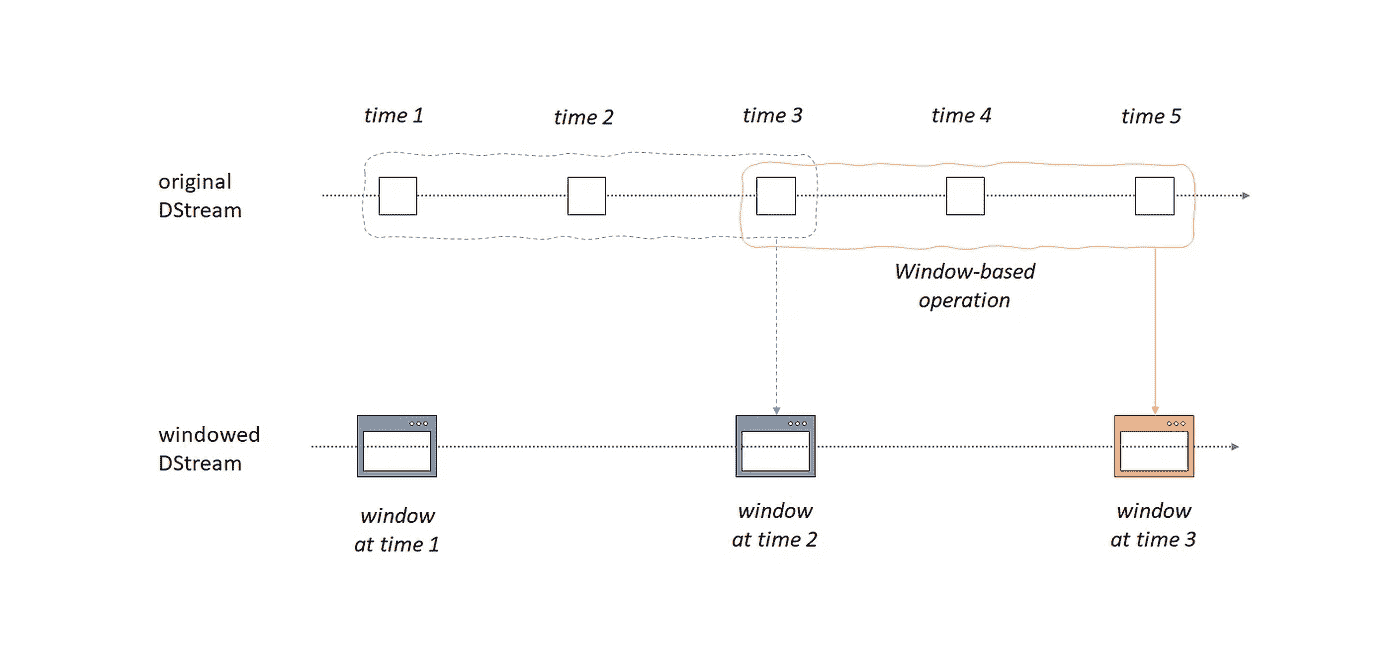 time 1
time 2
time 3
time 4
time 5
original
DStream
Window-based
operation
windowed
DStream
window
at time 1
window
at time 2
window
at time 3